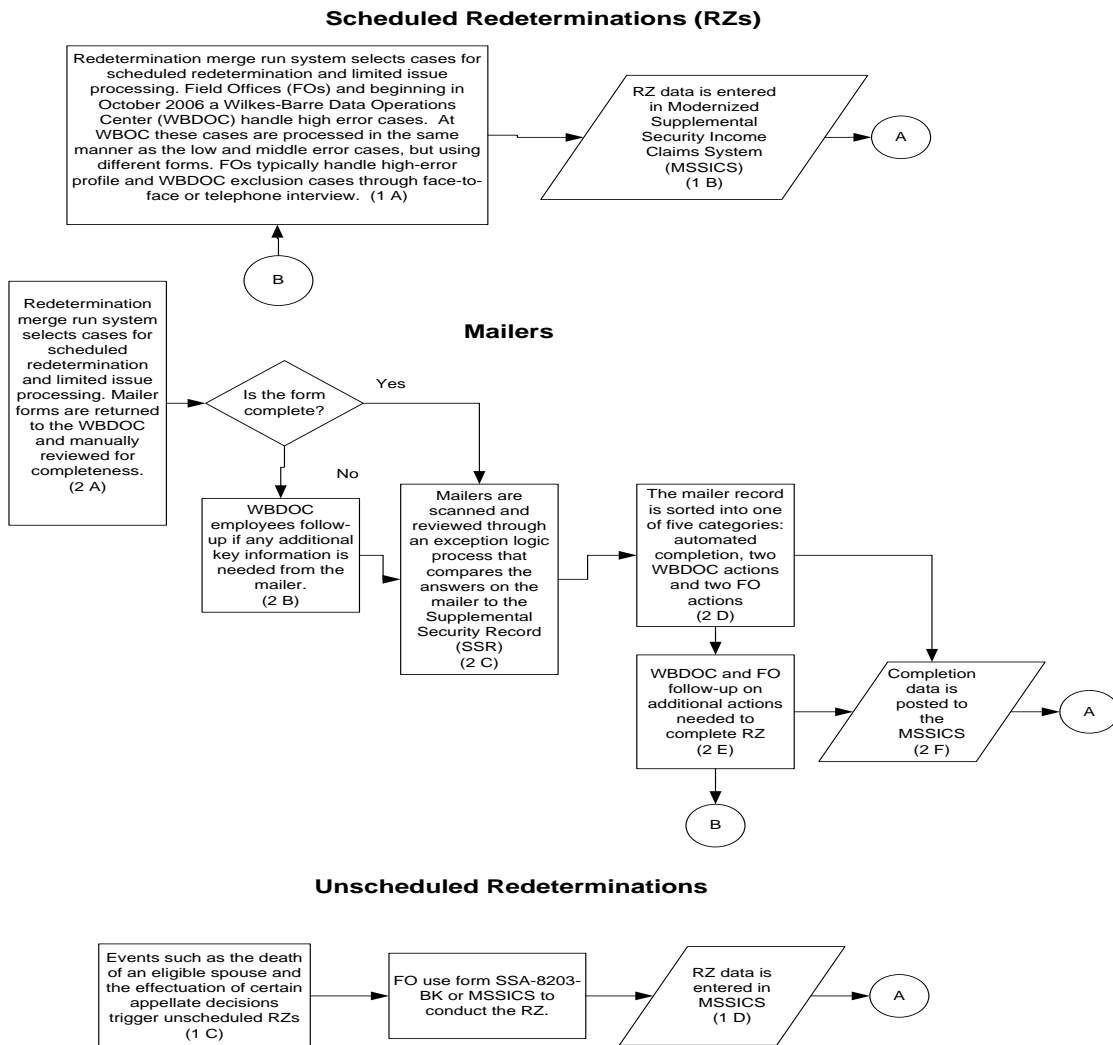 Scheduled Redeterminations (RZs)
Redetermination merge run system selects cases for
scheduled redetermination and limited issue
processing. Field Offices (FOs) and beginning in
October 2006 a Wilkes-Barre Data Operations
Center (WBDOC) handle high error cases.  At
WBOC these cases are processed in the same
manner as the low and middle error cases, but using
different forms. FOs typically handle high-error
profile and WBDOC exclusion cases through face-to-
face or telephone interview.  (1 A)
RZ data is entered
in Modernized
Supplemental
Security Income
Claims System
(MSSICS)
(1 B)
A
B
Mailers
Redetermination
merge run system
selects cases for
scheduled
redetermination
and limited issue
processing. Mailer
forms are returned
to the WBDOC
and manually
reviewed for
completeness.
(2 A)
Is the form
complete?
Yes
No
WBDOC
employees follow-
up if any additional
key information is
needed from the
mailer.
(2 B)
Mailers are
scanned and
reviewed through
an exception logic
process that
compares the
answers on the
mailer to the
Supplemental
Security Record
(SSR)
(2 C)
The mailer record
is sorted into one
of five categories:
automated
completion, two
WBDOC actions
and two FO
actions
(2 D)
WBDOC and FO
follow-up on
additional actions
needed to
complete RZ
(2 E)
Completion
data is
posted to
the
MSSICS
(2 F)
A
B
Unscheduled Redeterminations
Events such as the death
of an eligible spouse and
the effectuation of certain
appellate decisions
trigger unscheduled RZs
(1 C)
FO use form SSA-8203-
BK or MSSICS to
conduct the RZ.
RZ data is
entered in
MSSICS
(1 D)
A